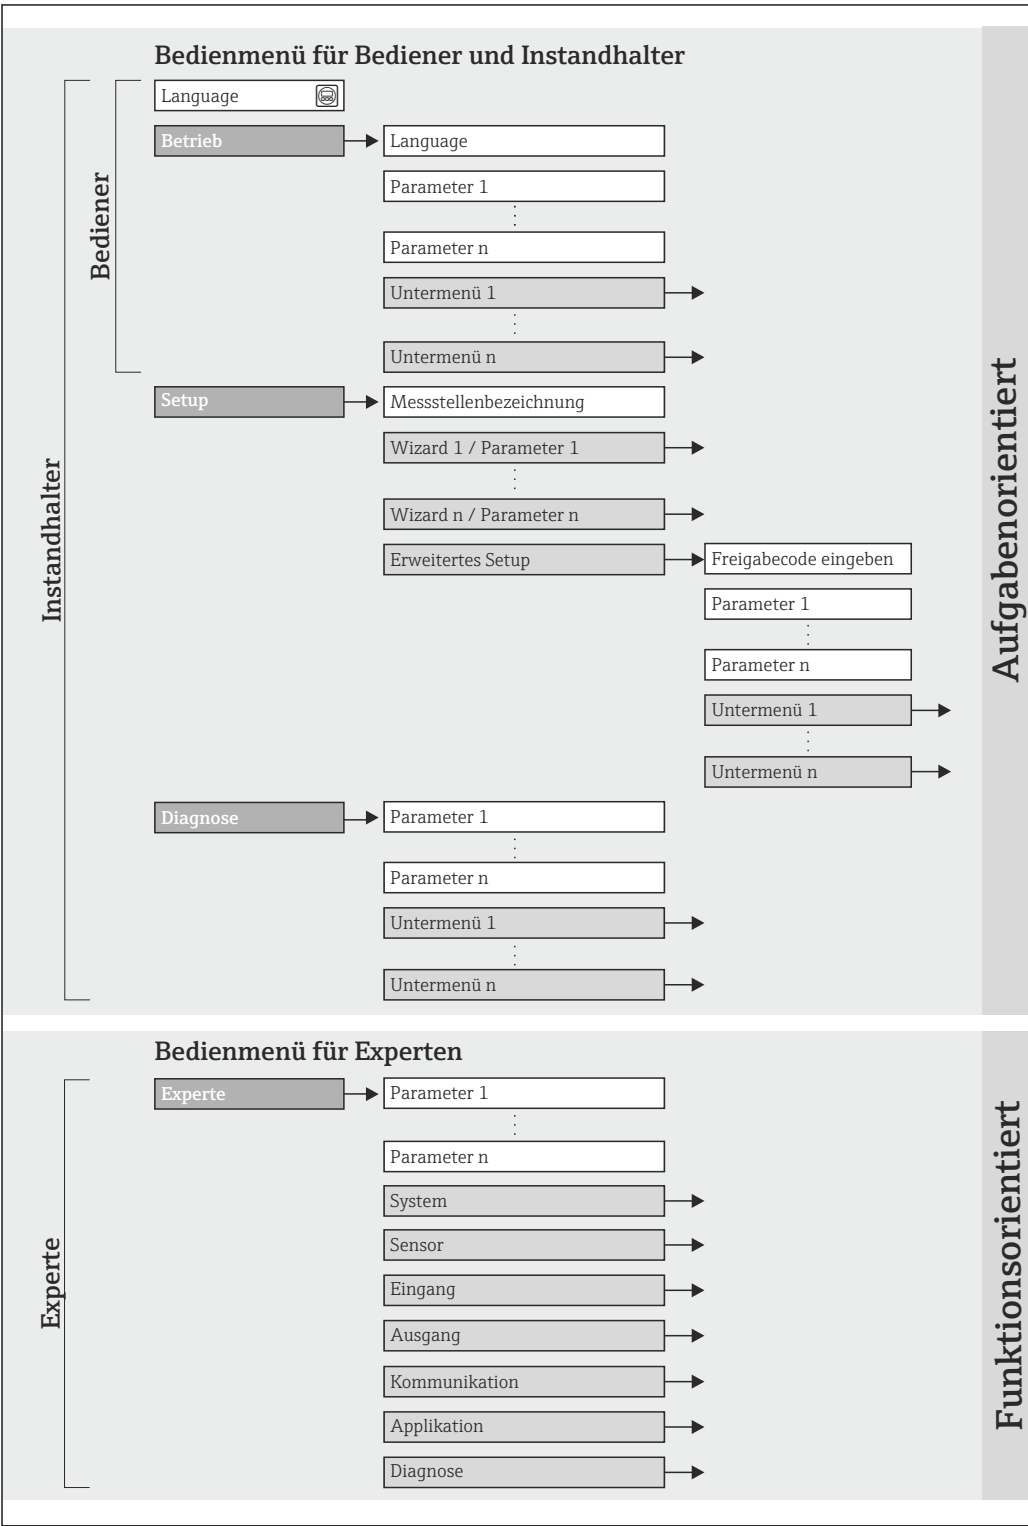 Bedienmenü für Bediener und Instandhalter
Language
Betrieb
Language
Parameter 1
Parameter n
Untermenü 1
Untermenü n
Setup
Messstellenbezeichnung
Wizard 1 / Parameter 1
Wizard n / Parameter n
Erweitertes Setup
Freigabecode eingeben
Parameter 1
Parameter n
Untermenü 1
Untermenü n
Diagnose
Parameter 1
Parameter n
Untermenü 1
Untermenü n
Bediener
Instandhalter
Aufgabenorientiert
Bedienmenü für Experten
Experte
Parameter 1
Parameter n
System
Sensor
Eingang
Ausgang
Kommunikation
Applikation
Diagnose
Experte
Funktionsorientiert